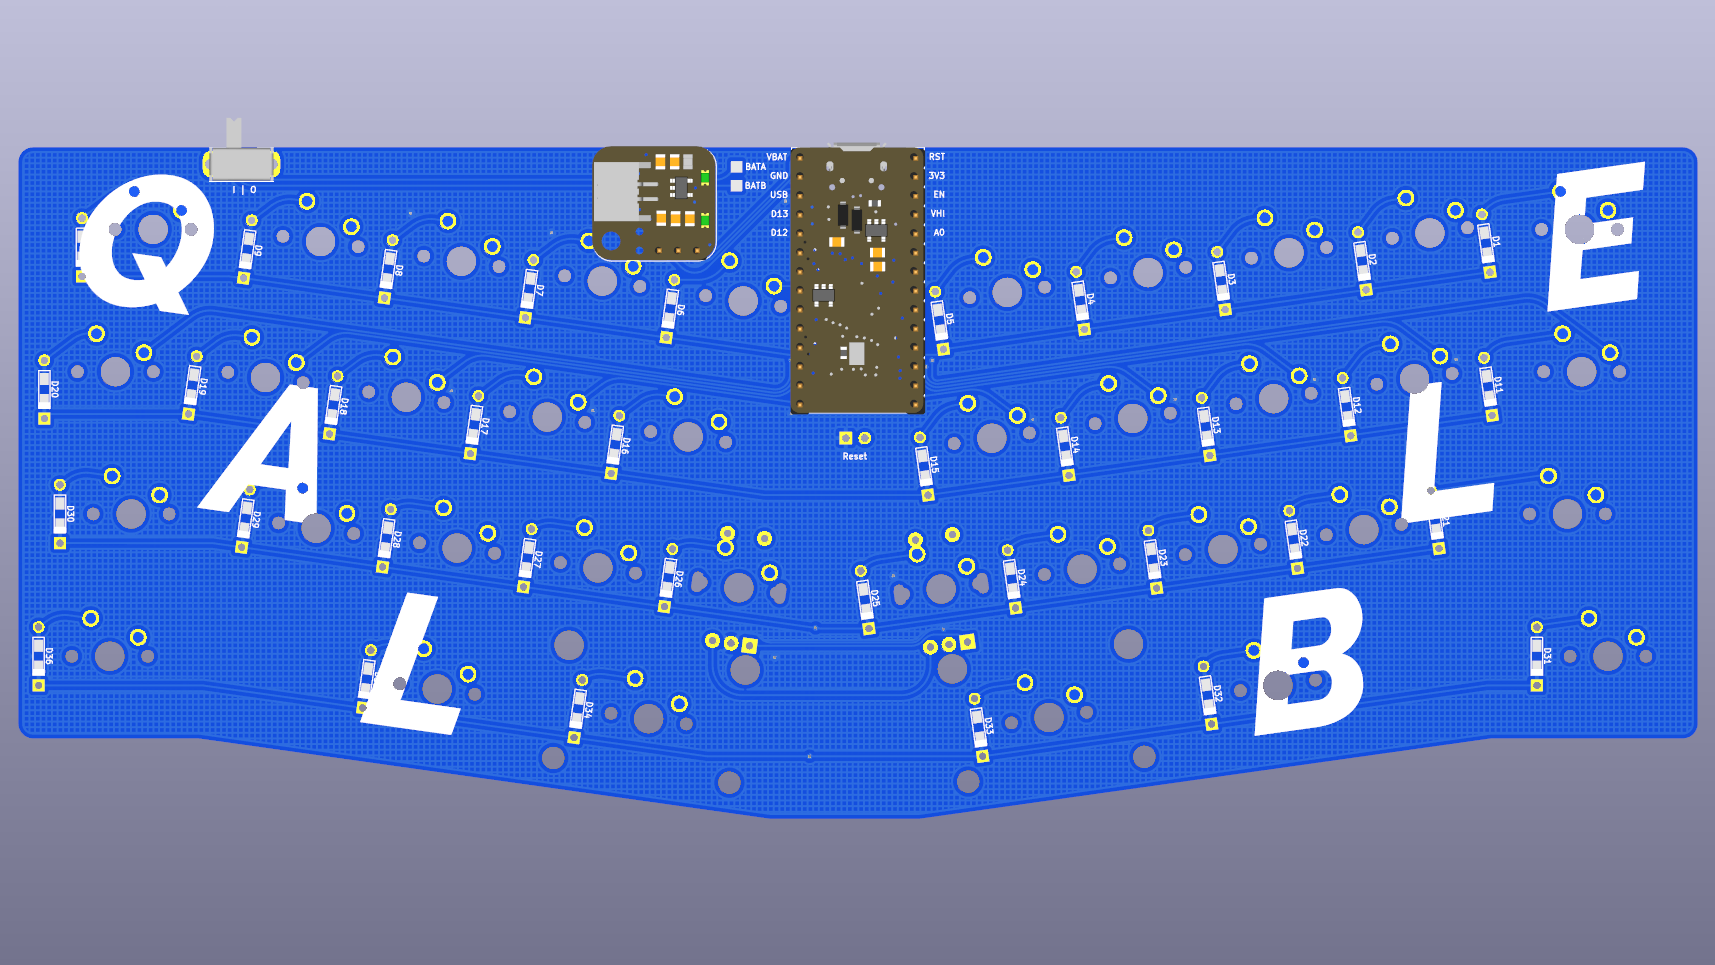 Q
E
A
L
L
B
I | | O
BATA
BATB
VBAT
GND
USB
D13
D12
RST
3V3
EN
VHI
A0
D9
D8
D7
D6
D5
D4
D3
D2
D1
D20
D19
D18
D17
D16
D15
D14
D13
D12
D11
Reset
D30
D29
D28
D27
D26
D25
D24
D23
D22
D36
D34
D33
D32
D31